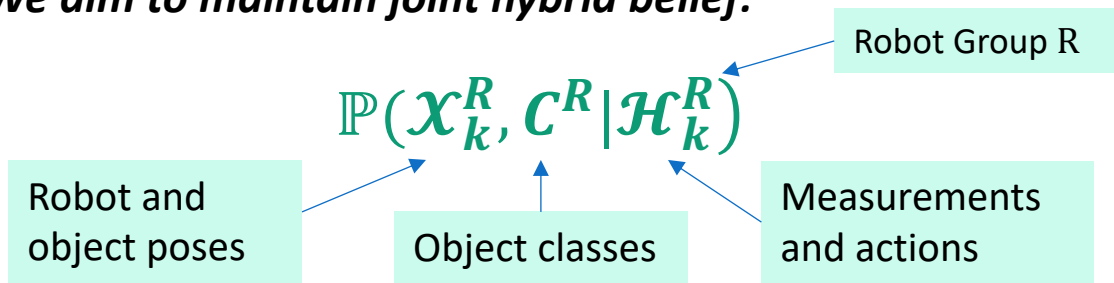 we aim to maintain joint hybrid belief:
Robot Group R
ℙ(𝓧ₖᴿ, Cᴿ|𝓗ₖᴿ)
Robot and
object poses
Object classes
Measurements
and actions